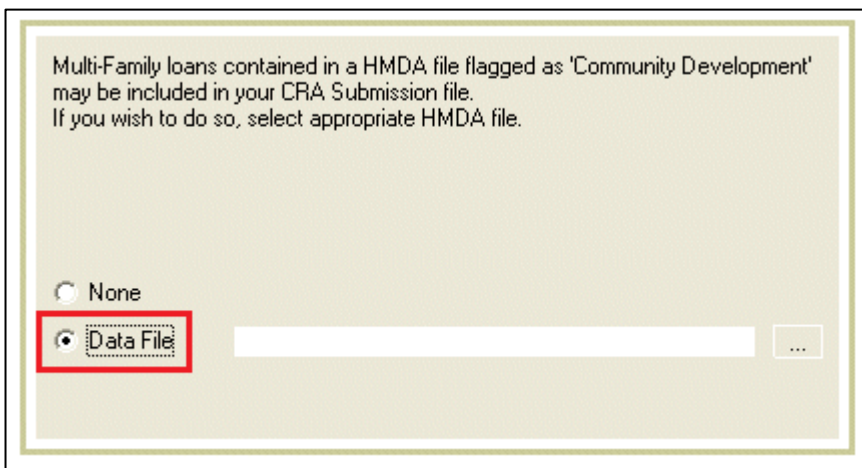 Multi-Family loans contained in a HMDA file flagged as 'Community Development'
may be included in your CRA Submission file.
If you wish to do so, select appropriate HMDA file.
None
Data File
...